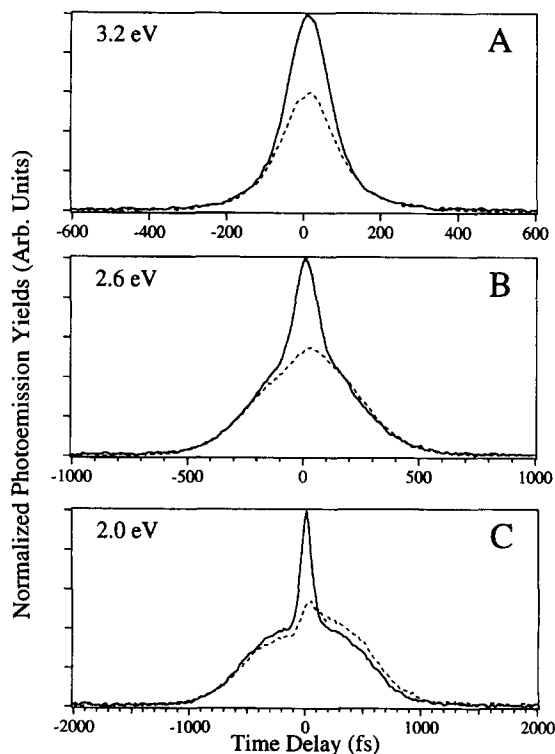 3.2 eV
A
-600 -400 -200 0 200 400 600
2.6 eV
B
-1000 -500 0 500 1000
2.0 eV
C
-2000 -1000 0 1000 2000
Time Delay (fs)
Normalized Photoemission Yields (Arb. Units)